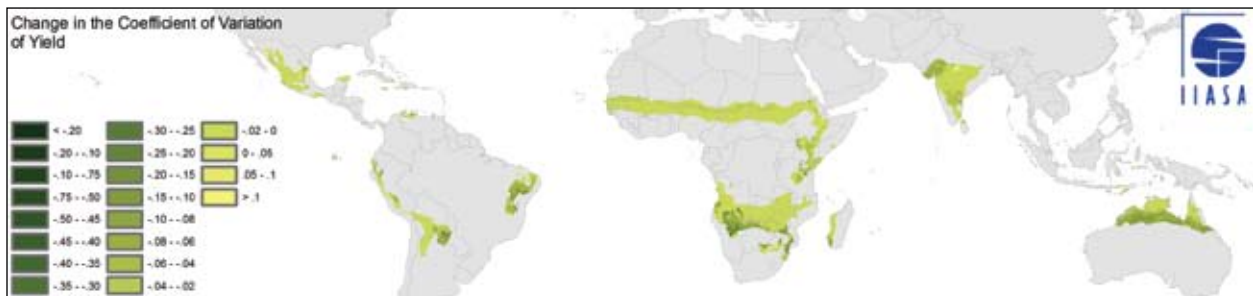 Change in the Coefficient of Variation
of Yield
IIASA
< -.20
-.20 - -.10
-.10 - -.75
-.75 - -.50
-.50 - -.45
-.45 - -.40
-.40 - -.35
-.35 - -.30
-.30 - -.25
-.25 - -.20
-.20 - -.15
-.15 - -.10
-.10 - -.08
-.08 - -.06
-.06 - -.04
-.04 - -.02
-.02 - 0
0 - .05
.05 - .1
> .1